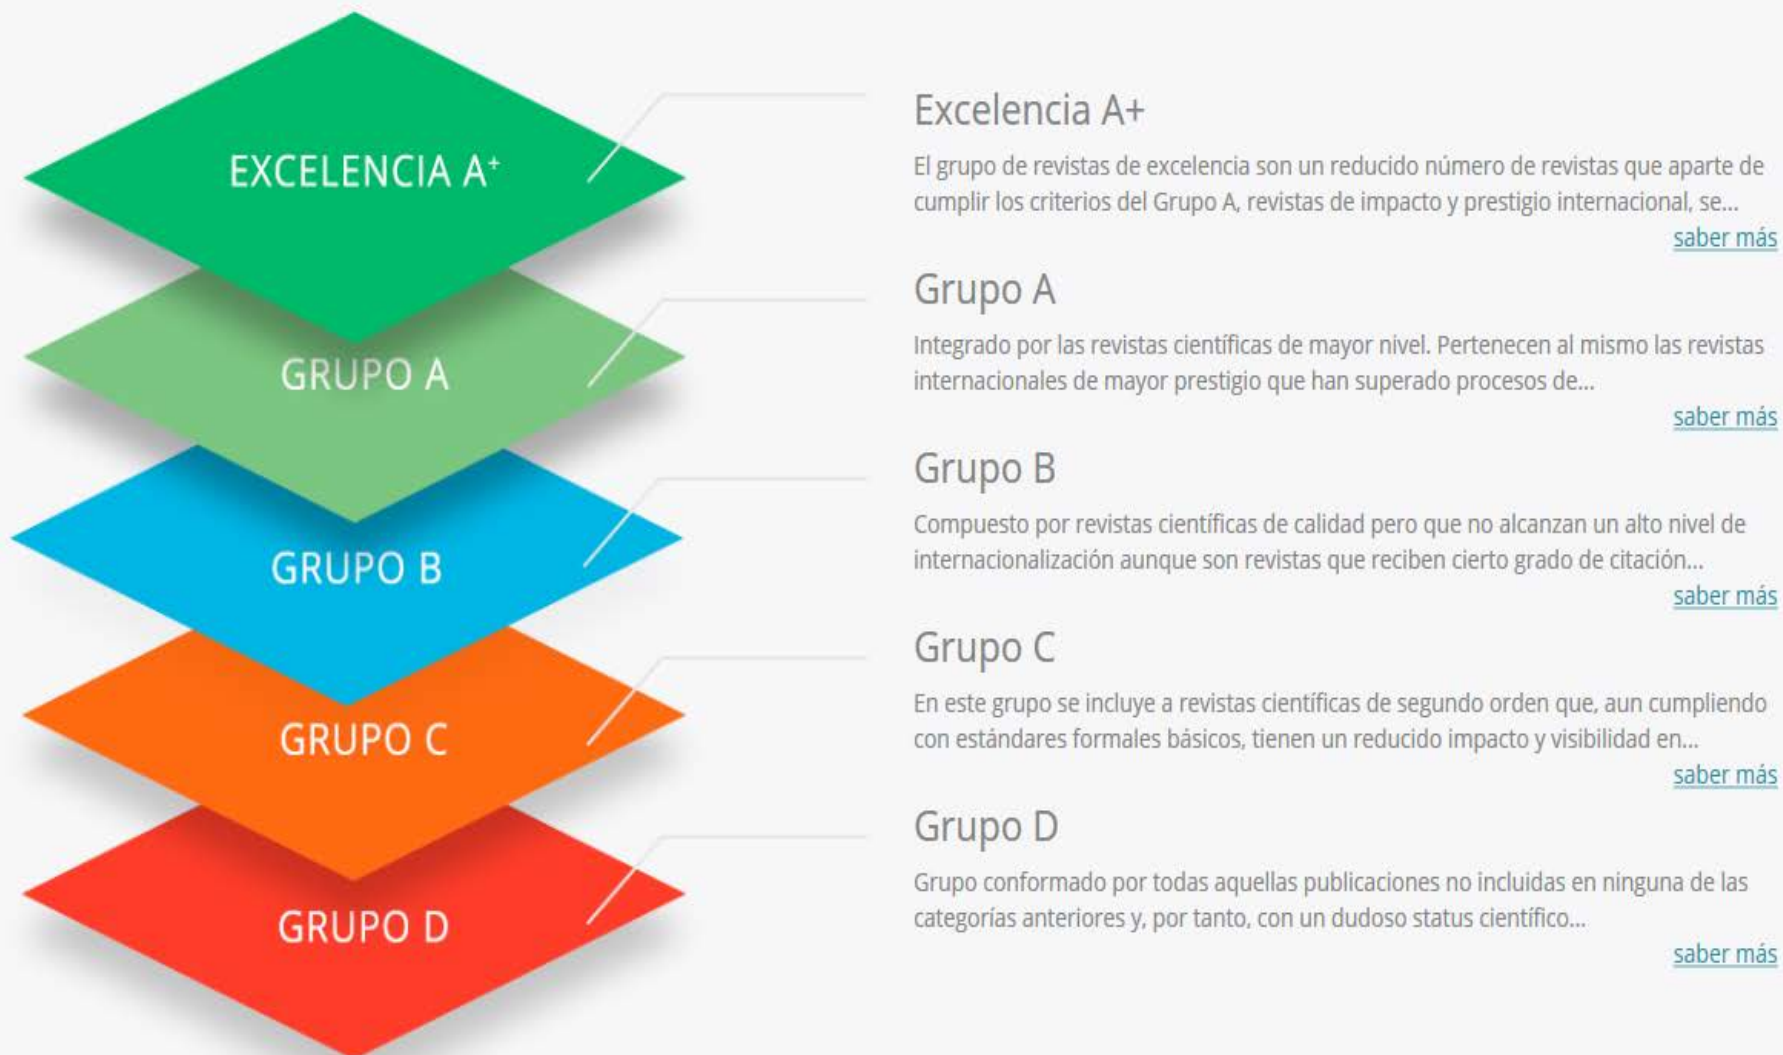 EXCELENCIA A+
GRUPO A
GRUPO B
GRUPO C
GRUPO D
Excelencia A+
El grupo de revistas de excelencia son un reducido número de revistas que aparte de
cumplir los criterios del Grupo A, revistas de impacto y prestigio internacional, se...
saber más
Grupo A
Integrado por las revistas científicas de mayor nivel. Pertenecen al mismo las revistas
internacionales de mayor prestigio que han superado procesos de...
saber más
Grupo B
Compuesto por revistas científicas de calidad pero que no alcanzan un alto nivel de
internacionalización aunque son revistas que reciben cierto grado de citación...
saber más
Grupo C
En este grupo se incluye a revistas científicas de segundo orden que, aun cumpliendo
con estándares formales básicos, tienen un reducido impacto y visibilidad en...
saber más
Grupo D
Grupo conformado por todas aquellas publicaciones no incluidas en ninguna de las
categorías anteriores y, por tanto, con un dudoso status científico...
saber más